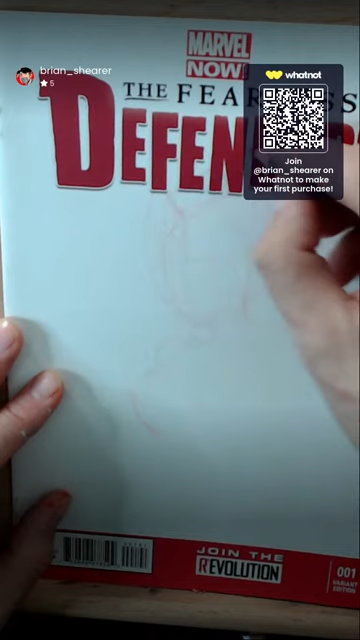 MARVEL
NOW!
brian_shearer
★ 5
whatnot
THE FEAR SS
DEFEN
Join
@brian_shearer on
Whatnot to make
your first purchase!
JOIN THE
REVOLUTION
001
VARIANT
EDITION